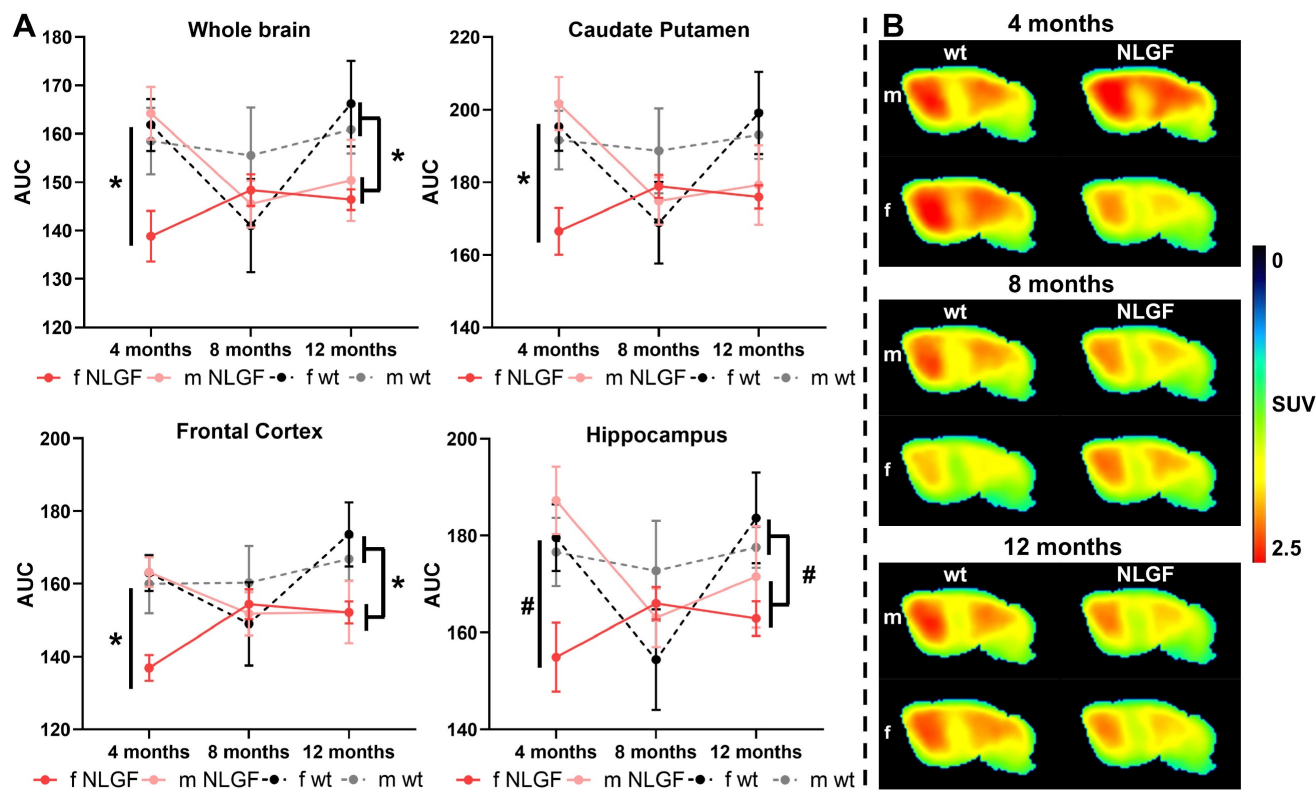 A
Whole brain
180
170
160
150
140
130
120
AUC
*
*
4 months 8 months 12 months
f NLGF m NLGF f wt m wt
Caudate Putamen
220
200
180
160
140
AUC
*
4 months 8 months 12 months
f NLGF m NLGF f wt m wt
Frontal Cortex
200
180
160
140
120
AUC
*
*
4 months 8 months 12 months
f NLGF m NLGF f wt m wt
Hippocampus
200
180
160
140
AUC
#
#
4 months 8 months 12 months
f NLGF m NLGF f wt m wt
B
4 months
wt NLGF
m
f
8 months
wt NLGF
m
f
12 months
wt NLGF
m
f
0
SUV
2.5